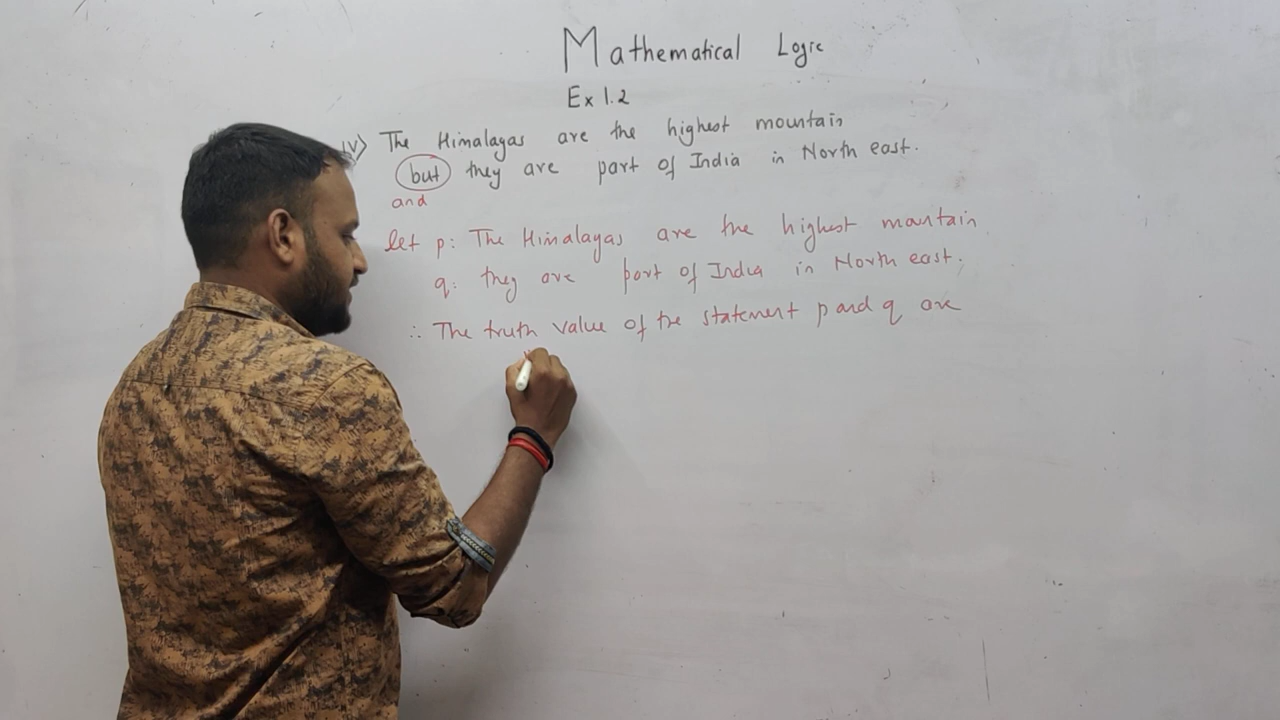 Mathematical Logic
Ex 1.2
IV> The Himalagas are the highest mountain
but they are part of India in North east.
and
let p: The Himalagas are the highest mountain
q: they are part of India in North east.
∴ The truth value of the statement p and q are